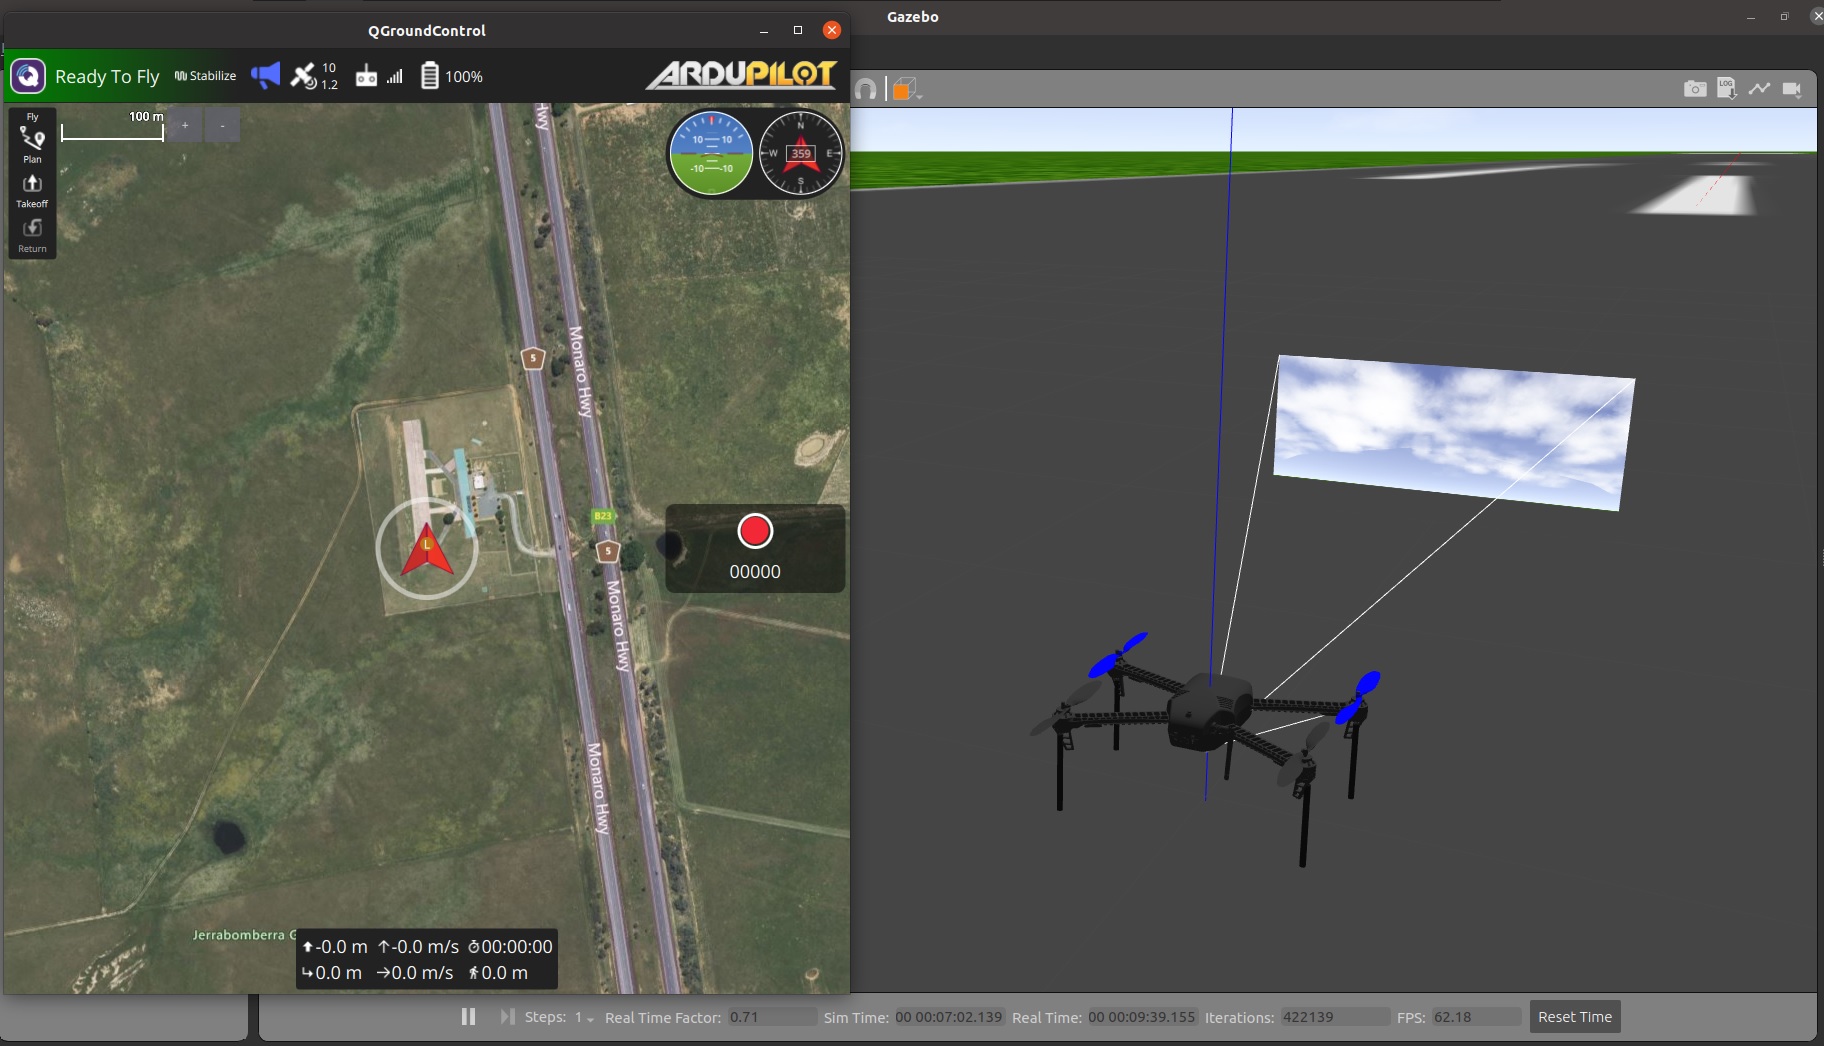 Gazebo
QGroundControl
Ready To Fly
Stabilize
10
1.2
100%
ARDUPILOT
Fly
Plan
Takeoff
Return
100 m
+
-
10 10
-10 -10
N
W 359 E
S
LOG
Hwy
5
Monaro Hwy
B23
5
L
00000
Monaro Hwy
Monaro Hwy
Jerrabomberra G
-0.0 m -0.0 m/s 00:00:00
0.0 m 0.0 m/s 0.0 m
Steps: 1 Real Time Factor: 0.71 Sim Time: 00 00:07:02.139 Real Time: 00 00:09:39.155 Iterations: 422139 FPS: 62.18 Reset Time